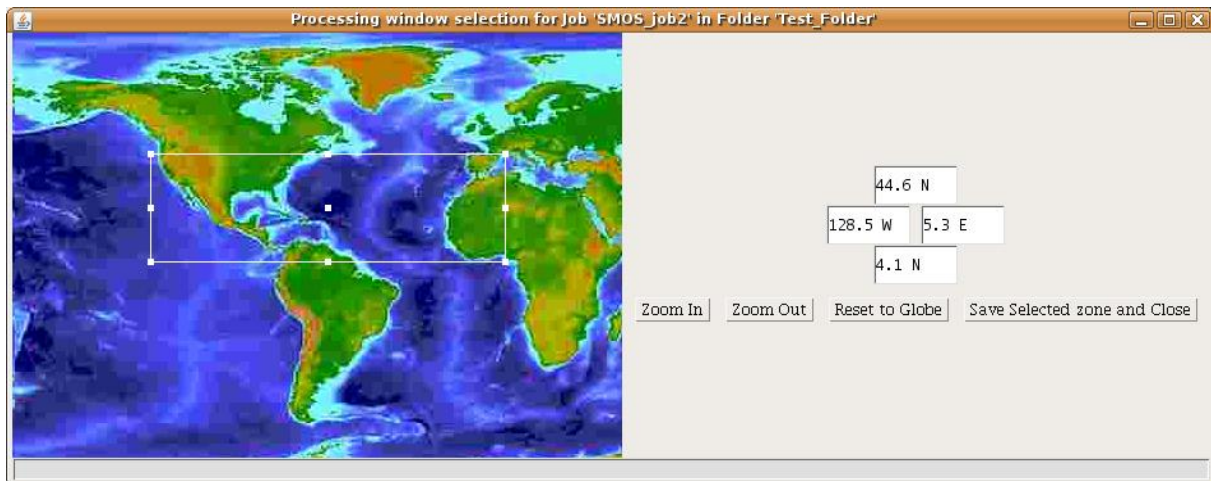 Processing window selection for Job 'SMOS_job2' in Folder 'Test_Folder'
44.6 N
128.5 W 5.3 E
4.1 N
Zoom In Zoom Out Reset to Globe Save Selected zone and Close